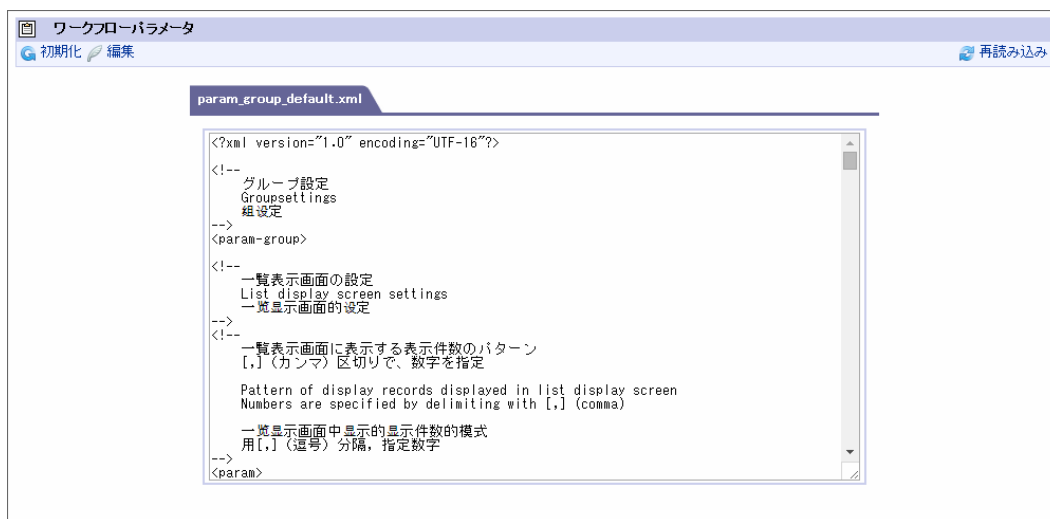 ワークフローパラメータ
初期化 編集 再読み込み
param_group_default.xml
<?xml version="1.0" encoding="UTF-16"?>
<!--
グループ設定
Groupsettings
组设定
-->
<param-group>
<!--
一覧表示画面の設定
List display screen settings
一览显示画面的设定
-->
<!--
一覧表示画面に表示する表示件数のパターン
[,] (カンマ) 区切りで、数字を指定
Pattern of display records displayed in list display screen
Numbers are specified by delimiting with [,] (comma)
一览显示画面中显示的显示件数的模式
用[,] (逗号) 分隔，指定数字
-->
<param>